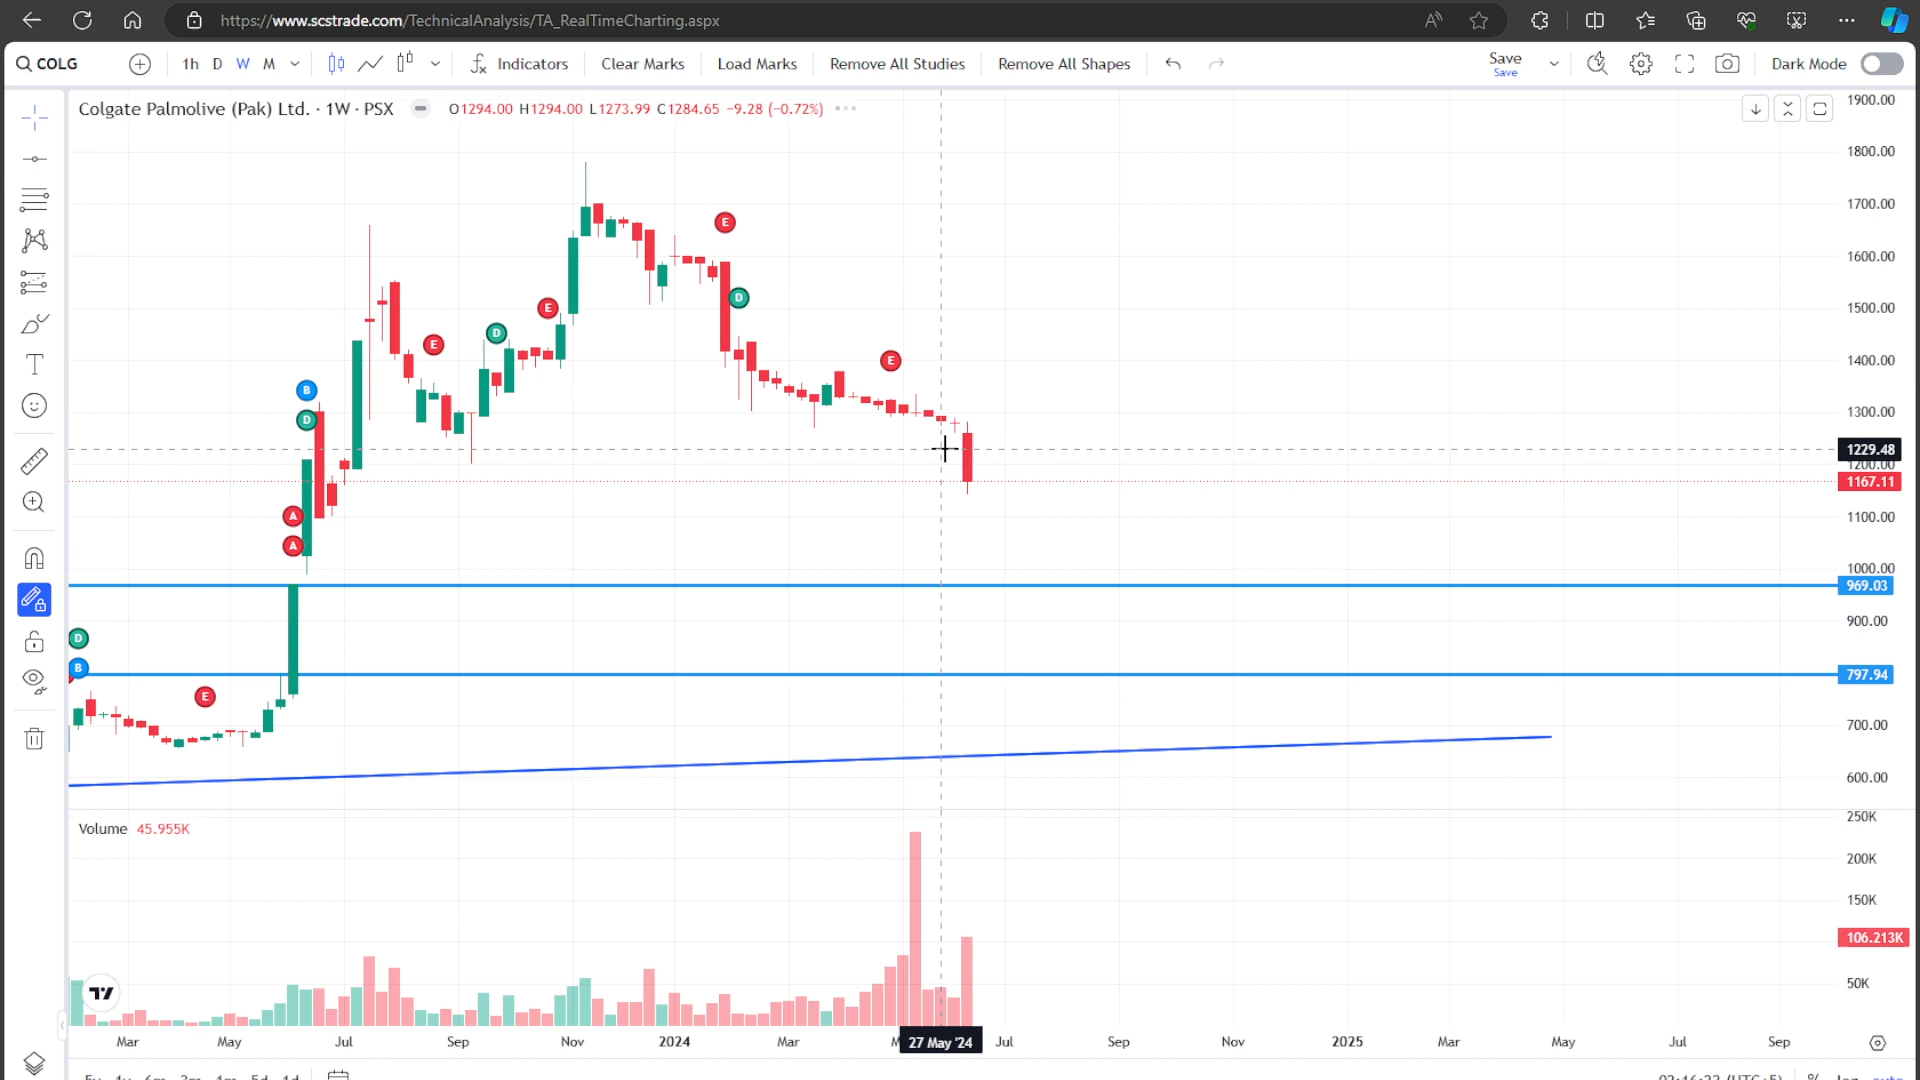 https://www.scstrade.com/TechnicalAnalysis/TA_RealTimeCharting.aspx
COLG 1h D W M Indicators Clear Marks Load Marks Remove All Studies Remove All Shapes Save Dark Mode
Save
Colgate Palmolive (Pak) Ltd. · 1W · PSX O1294.00 H1294.00 L1273.99 C1284.65 −9.28 (−0.72%)
1900.00
1800.00
1700.00
E
1600.00
D
E
1500.00
D
E
E
1400.00
B
1300.00
D
1229.48
1200.00
1167.11
A
1100.00
A
1000.00
969.03
900.00
D
B
797.94
E
700.00
600.00
250K
Volume 45.955K
200K
150K
106.213K
50K
Mar May Jul Sep Nov 2024 Mar 27 May '24 Jul Sep Nov 2025 Mar May Jul Sep